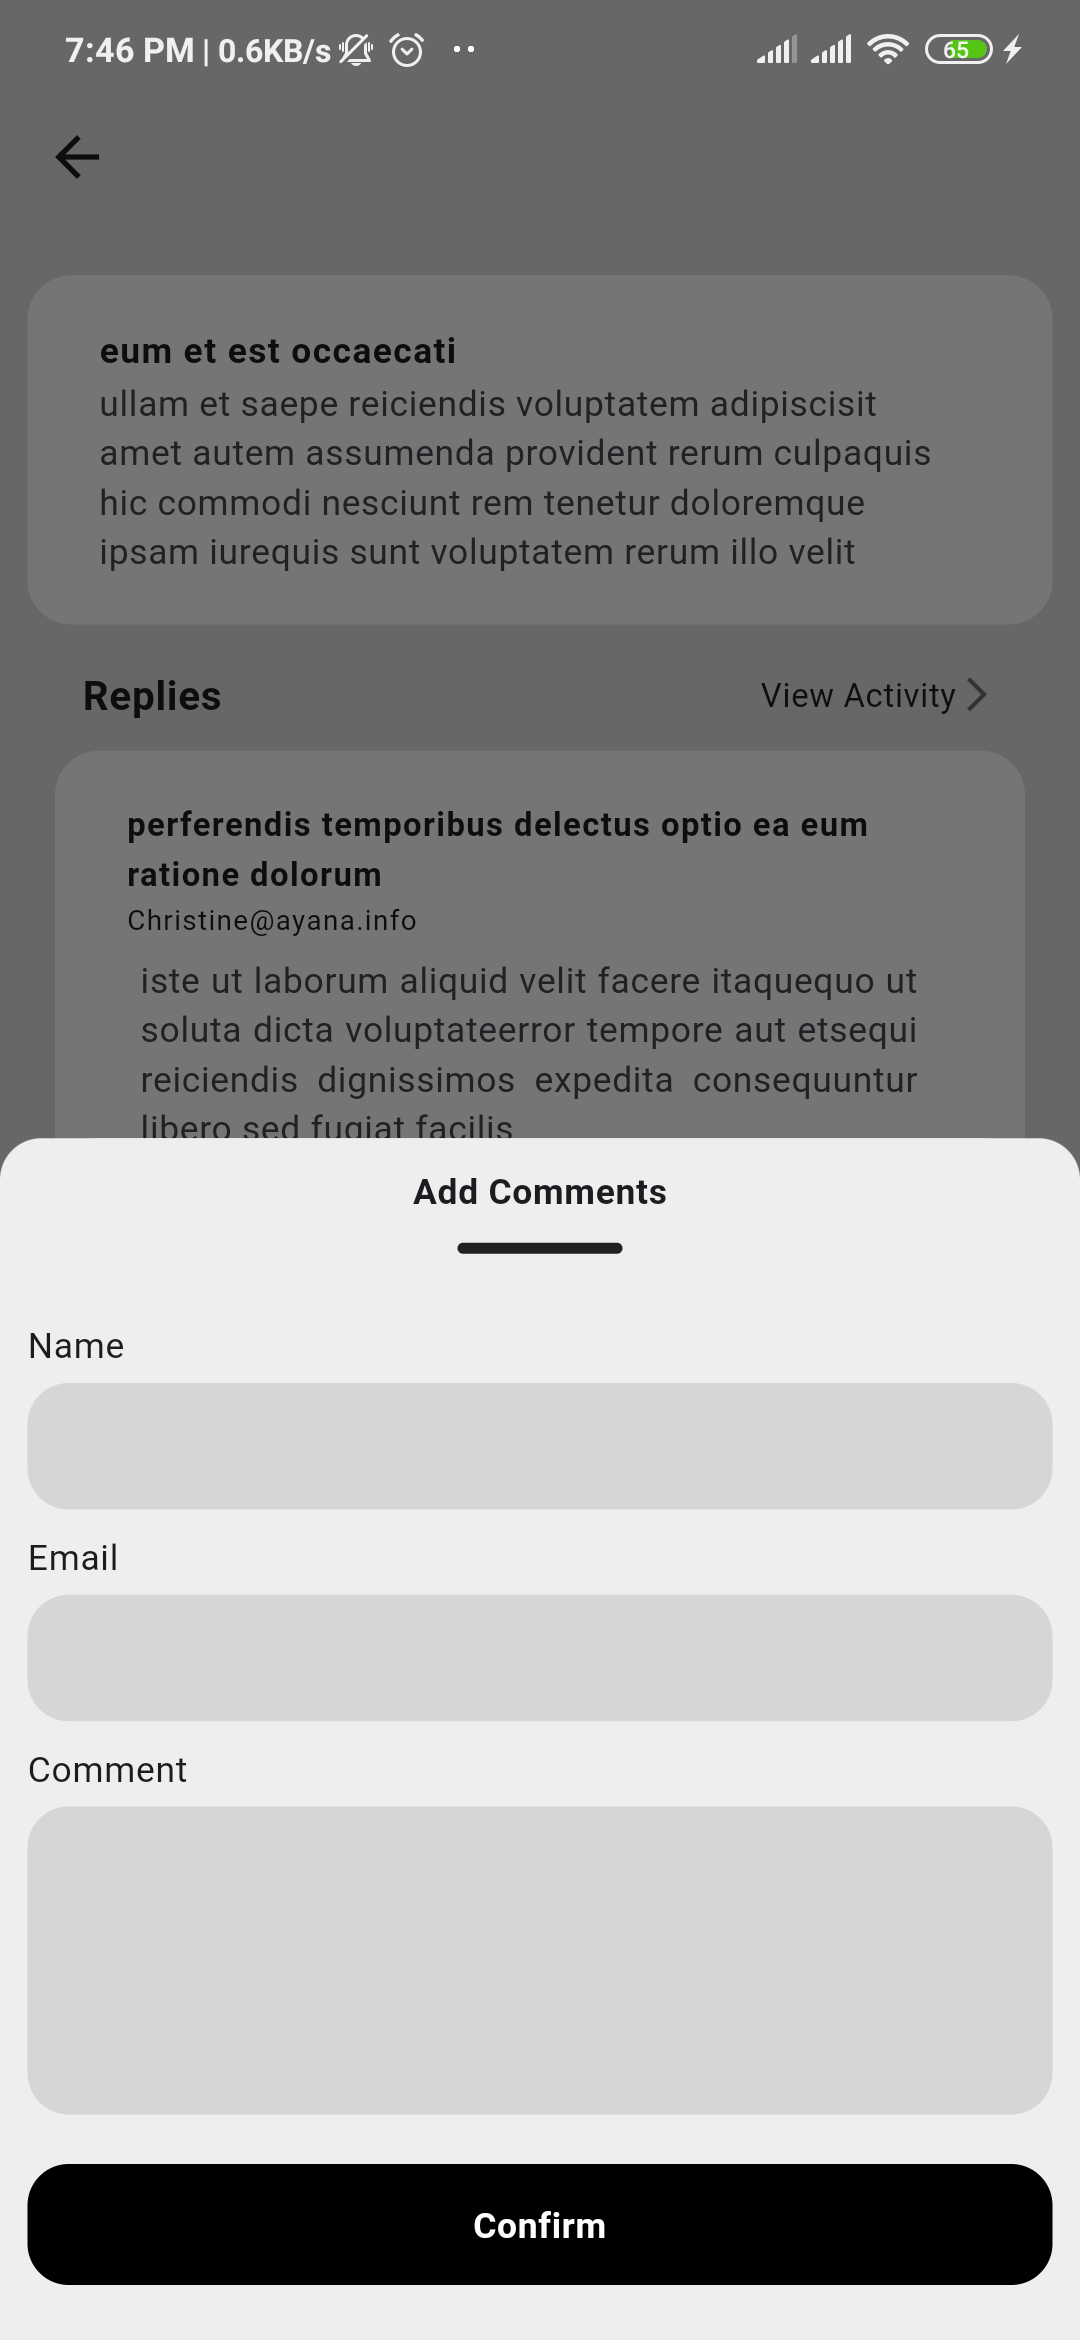 7:46 PM | 0.6KB/s
65
eum et est occaecati
ullam et saepe reiciendis voluptatem adipiscisit
amet autem assumenda provident rerum culpaquis
hic commodi nesciunt rem tenetur doloremque
ipsam iurequis sunt voluptatem rerum illo velit
Replies
View Activity
perferendis temporibus delectus optio ea eum
ratione dolorum
Christine@ayana.info
iste ut laborum aliquid velit facere itaquequo ut
soluta dicta voluptateerror tempore aut etsequi
reiciendis dignissimos expedita consequuntur
libero sed fugiat facilis
Add Comments
Name
Email
Comment
Confirm